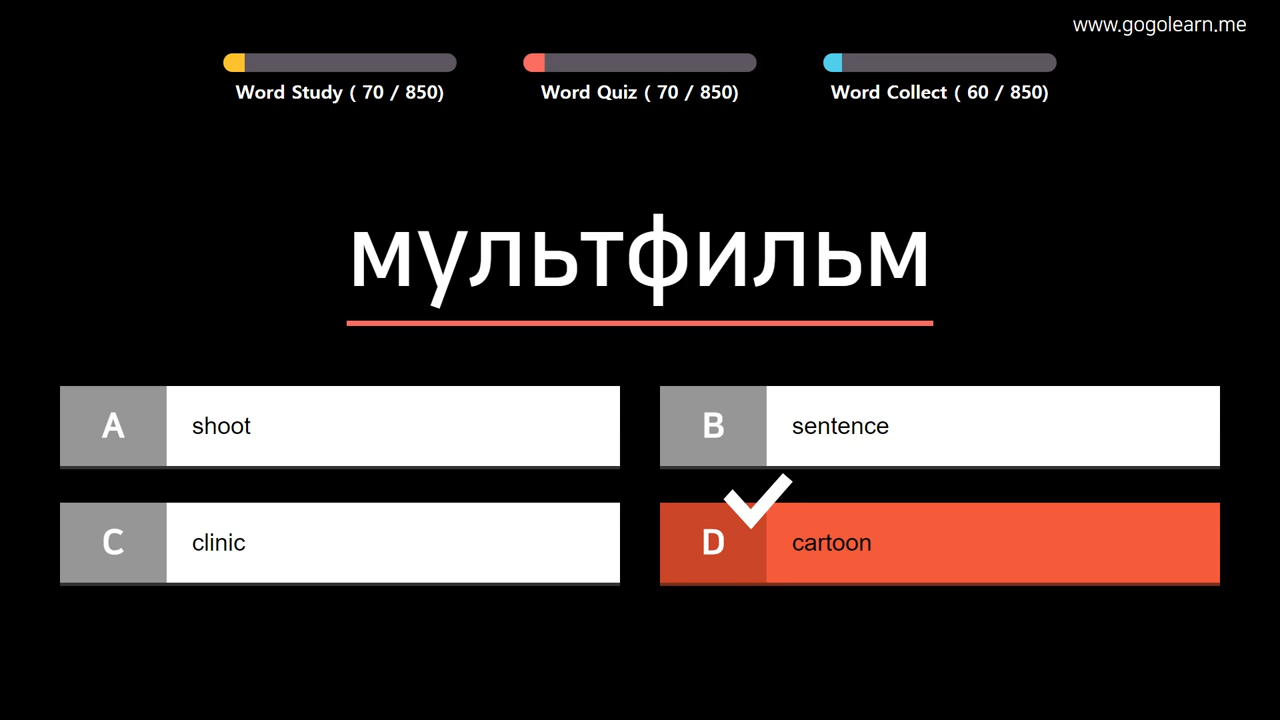 www.gogolearn.me
Word Study ( 70 / 850)
Word Quiz ( 70 / 850)
Word Collect ( 60 / 850)
мультфильм
A shoot
B sentence
C clinic
D cartoon